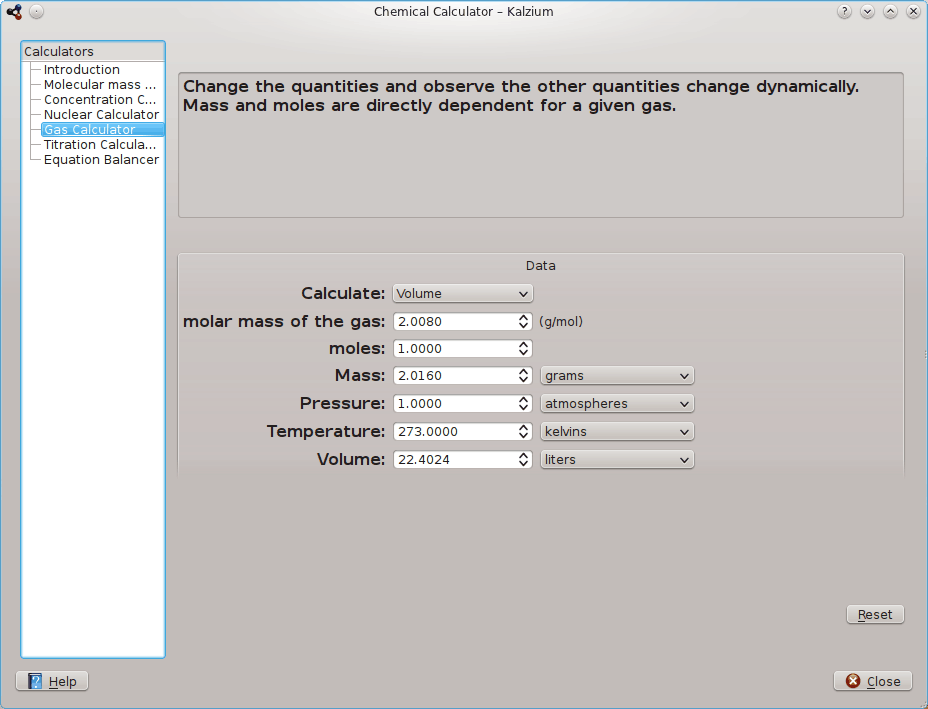 Chemical Calculator – Kalzium
Calculators
Introduction
Molecular mass ...
Concentration C...
Nuclear Calculator
Gas Calculator
Titration Calcula...
Equation Balancer
Change the quantities and observe the other quantities change dynamically.
Mass and moles are directly dependent for a given gas.
Data
Calculate: Volume
molar mass of the gas: 2.0080 (g/mol)
moles: 1.0000
Mass: 2.0160 grams
Pressure: 1.0000 atmospheres
Temperature: 273.0000 kelvins
Volume: 22.4024 liters
Reset
? Help
Close